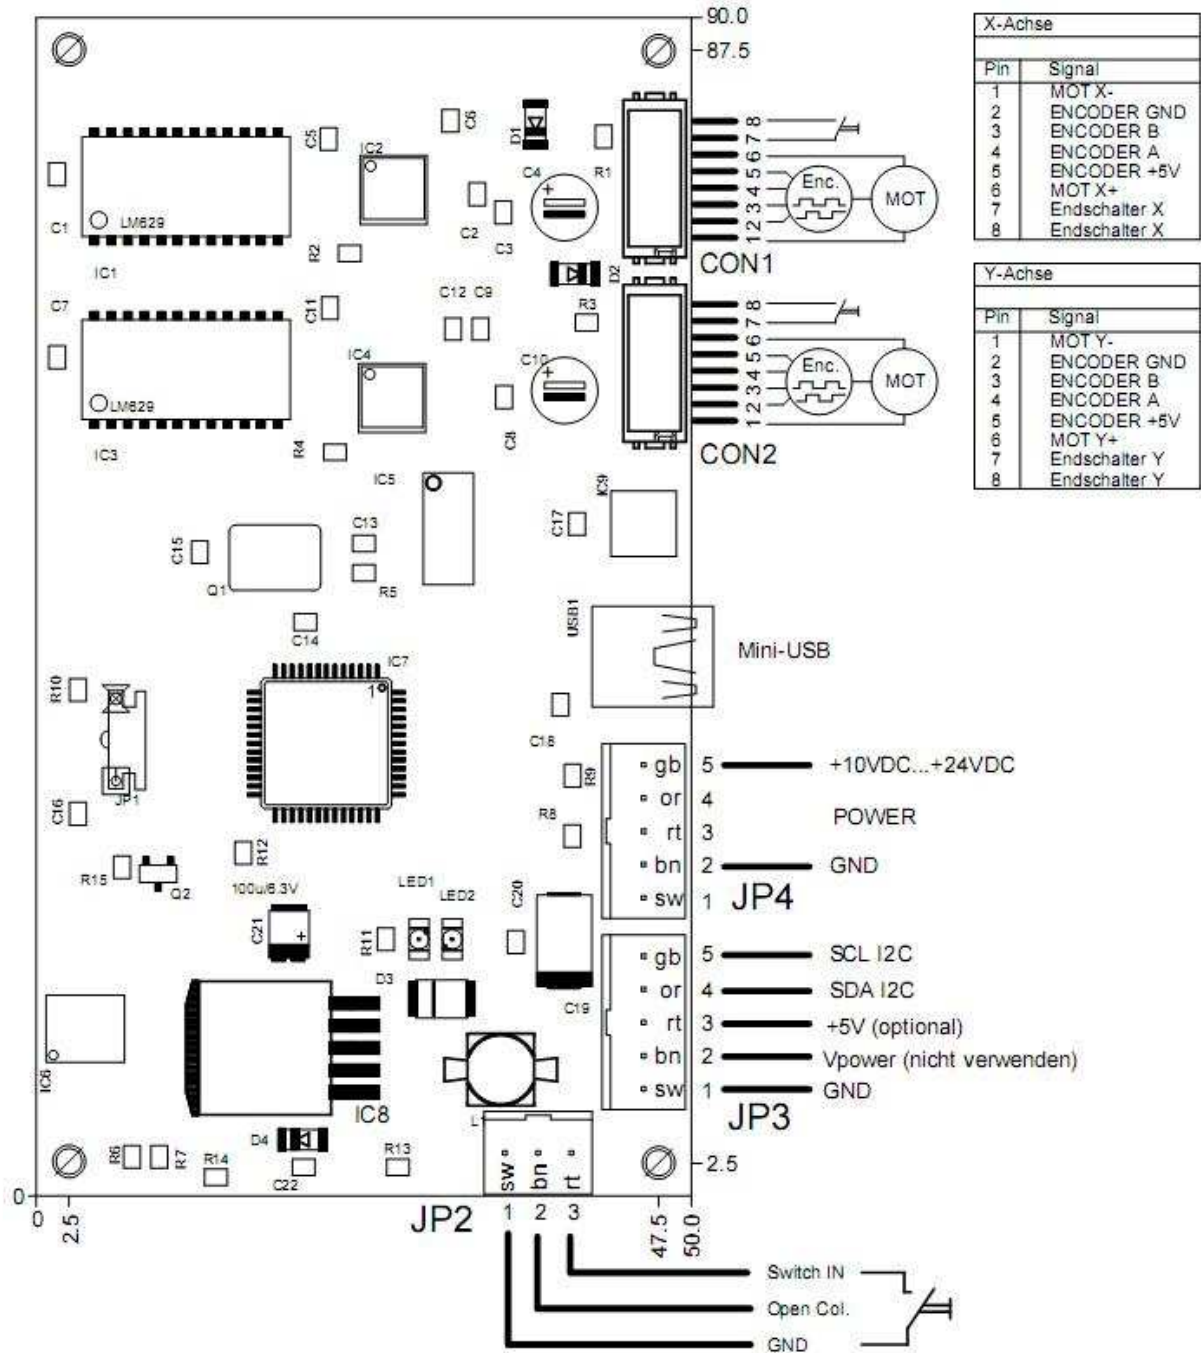 90.0
87.5
X-Achse
Pin Signal
1 MOT X-
2 ENCODER GND
3 ENCODER B
4 ENCODER A
5 ENCODER +5V
6 MOT X+
7 Endschalter X
8 Endschalter X
Y-Achse
Pin Signal
1 MOT Y-
2 ENCODER GND
3 ENCODER B
4 ENCODER A
5 ENCODER +5V
6 MOT Y+
7 Endschalter Y
8 Endschalter Y
C1
LM629
IC1
C5
IC2
R2
C6
D1
C4
+
R1
C2
C3
8
7
6
5
4
3
2
1
Enc.
MOT
CON1
D2
C7
LM629
IC3
C11
IC4
R4
C12 C9
R3
C10
+
C8
8
7
6
5
4
3
2
1
Enc.
MOT
CON2
IC5
IC9
C17
C15
Q1
C13
R5
C14
USB1
Mini-USB
IC7
1
R10
JP1
C16
C18
R9
R8
gb 5 +10VDC...+24VDC
or 4
POWER
rt 3
bn 2 GND
sw 1
JP4
R15
Q2
R12
100u/6.3V
C21
+
LED1
LED2
R11
C20
C19
D3
gb 5 SCL I2C
or 4 SDA I2C
rt 3 +5V (optional)
bn 2 Vpower (nicht verwenden)
sw 1 GND
JP3
IC6
IC8
L1
D4
R6
R7
R14
C22
R13
2.5
sw bn rt
0
0
2.5
JP2
1 2 3
47.5
50.0
Switch IN
Open Col.
GND